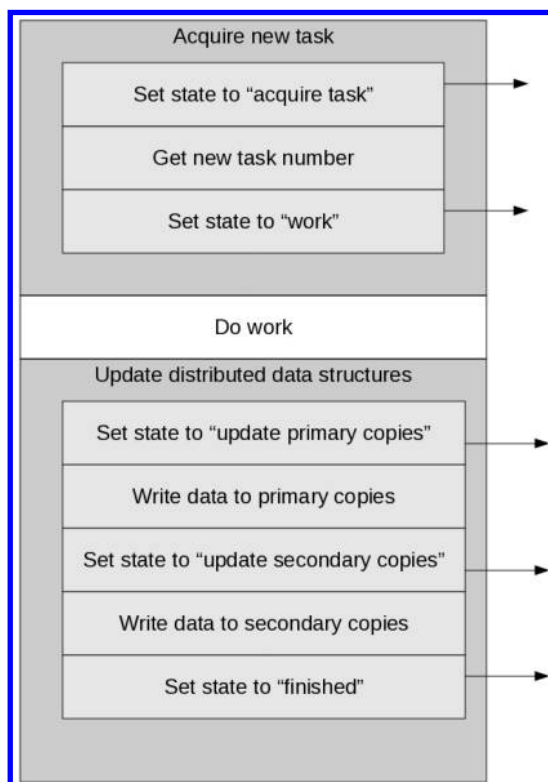 Acquire new task
Set state to “acquire task”
Get new task number
Set state to “work”
Do work
Update distributed data structures
Set state to “update primary copies”
Write data to primary copies
Set state to “update secondary copies”
Write data to secondary copies
Set state to “finished”